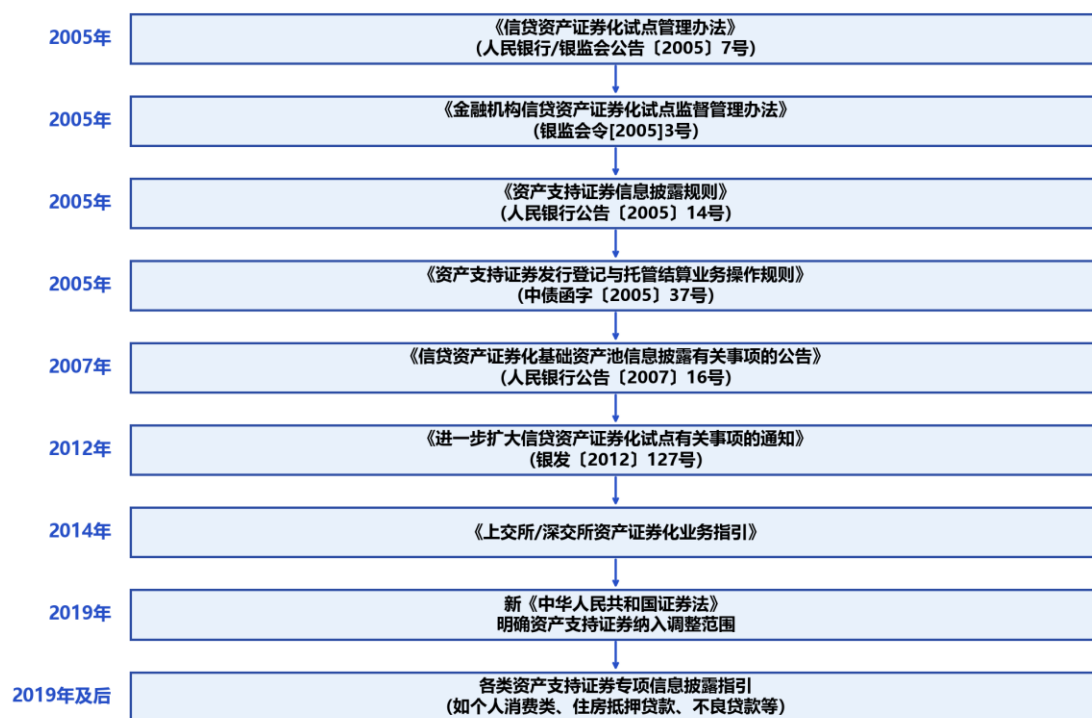 2005年
《信贷资产证券化试点管理办法》
(人民银行/银监会公告〔2005〕7号)
2005年
《金融机构信贷资产证券化试点监督管理办法》
(银监会令[2005]3号)
2005年
《资产支持证券信息披露规则》
(人民银行公告〔2005〕14号)
2005年
《资产支持证券发行登记与托管结算业务操作规则》
(中债函字〔2005〕37号)
2007年
《信贷资产证券化基础资产池信息披露有关事项的公告》
(人民银行公告〔2007〕16号)
2012年
《进一步扩大信贷资产证券化试点有关事项的通知》
(银发〔2012〕127号)
2014年
《上交所/深交所资产证券化业务指引》
2019年
新《中华人民共和国证券法》
明确资产支持证券纳入调整范围
2019年及后
各类资产支持证券专项信息披露指引
(如个人消费类、住房抵押贷款、不良贷款等)